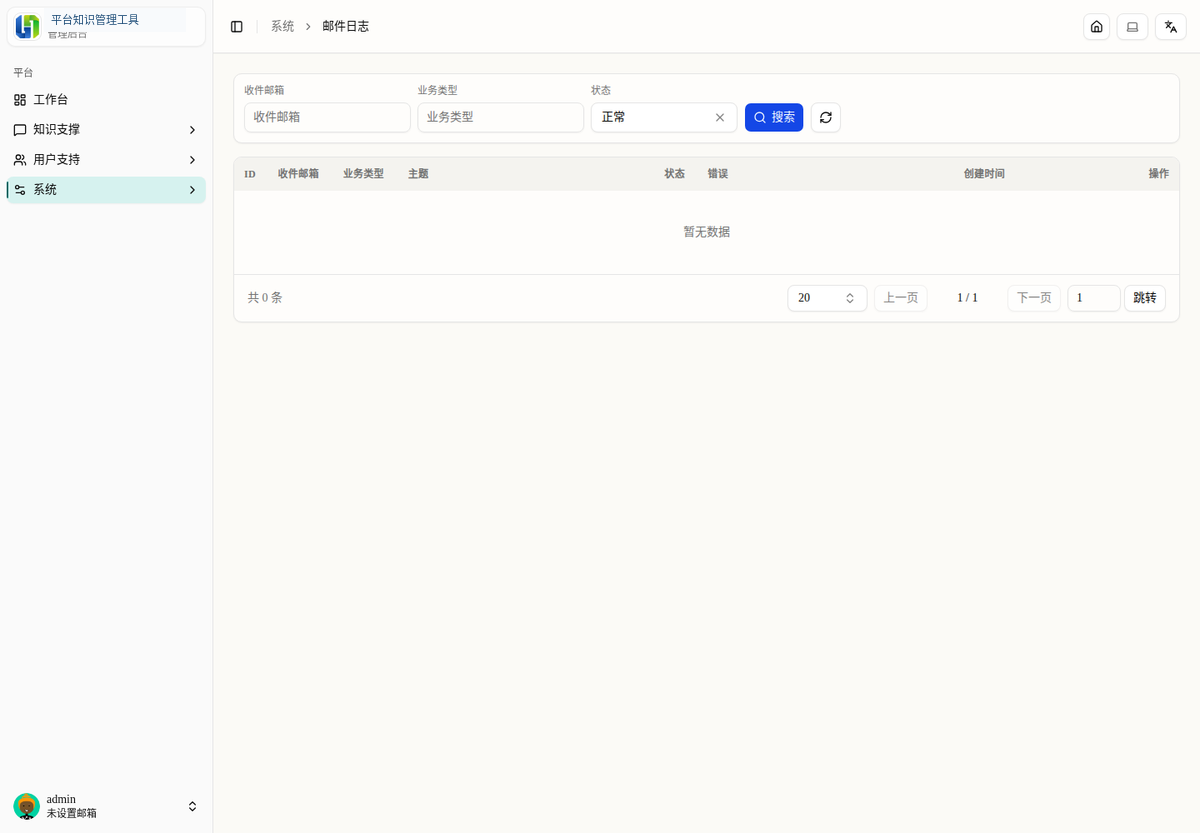 平台知识管理工具
管理后台
平台
工作台
知识支撑
用户支持
系统
admin
未设置邮箱
系统 > 邮件日志
收件邮箱 业务类型 状态
收件邮箱 业务类型 正常 搜索
ID 收件邮箱 业务类型 主题 状态 错误 创建时间 操作
暂无数据
共 0 条 20 上一页 1 / 1 下一页 1 跳转